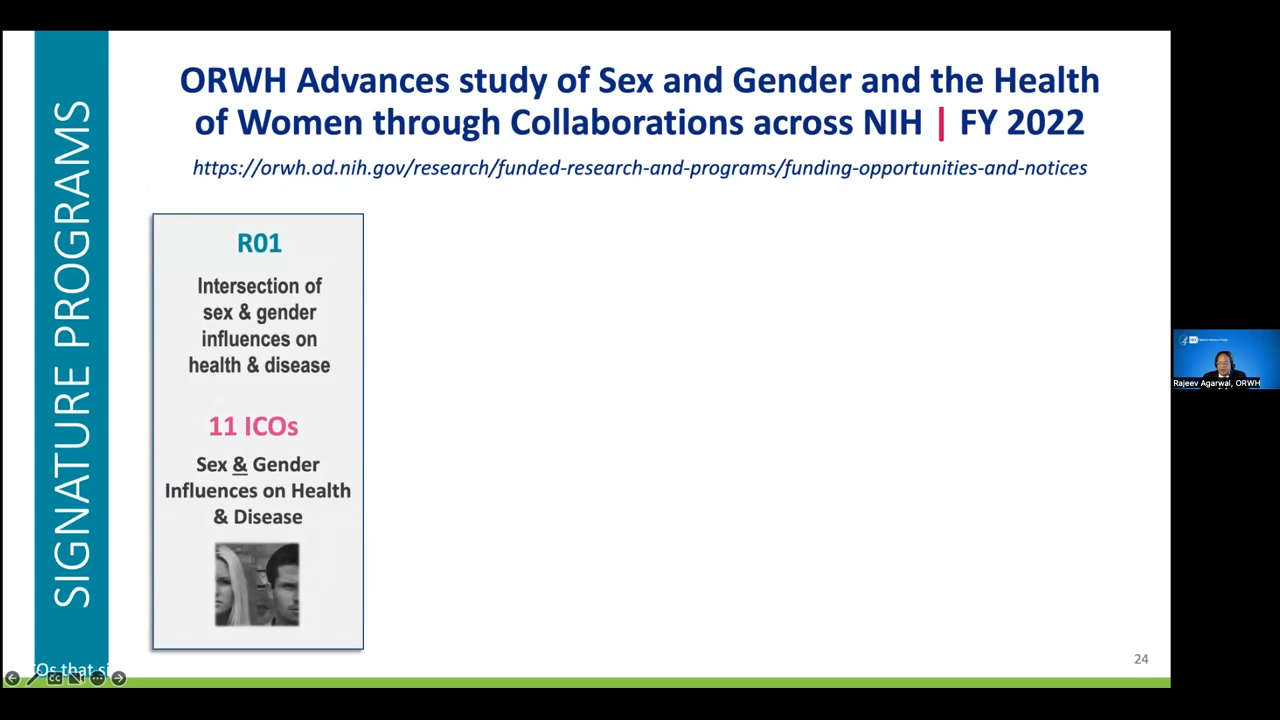 SIGNATURE PROGRAMS
ORWH Advances study of Sex and Gender and the Health
of Women through Collaborations across NIH | FY 2022
https://orwh.od.nih.gov/research/funded-research-and-programs/funding-opportunities-and-notices
R01
Intersection of
sex & gender
influences on
health & disease
11 ICOs
Sex & Gender
Influences on Health
& Disease
24
Rajeev Agarwal, ORWH